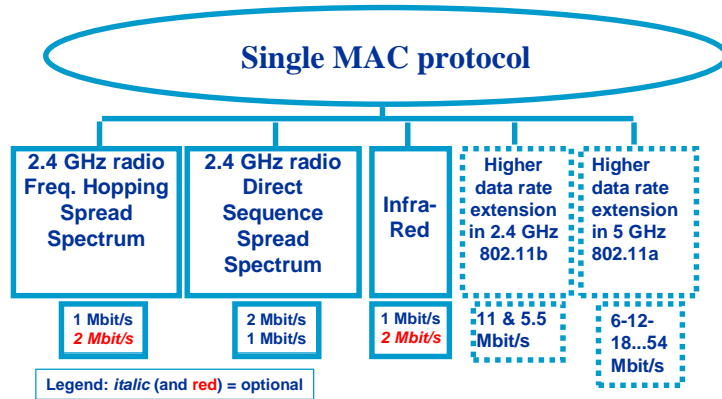 Single MAC protocol
2.4 GHz radio
Freq. Hopping
Spread
Spectrum
2.4 GHz radio
Direct
Sequence
Spread
Spectrum
Infra-
Red
Higher
data rate
extension
in 2.4 GHz
802.11b
Higher
data rate
extension
in 5 GHz
802.11a
1 Mbit/s
2 Mbit/s
2 Mbit/s
1 Mbit/s
1 Mbit/s
2 Mbit/s
11 & 5.5
Mbit/s
6-12-
18...54
Mbit/s
Legend: italic (and red) = optional